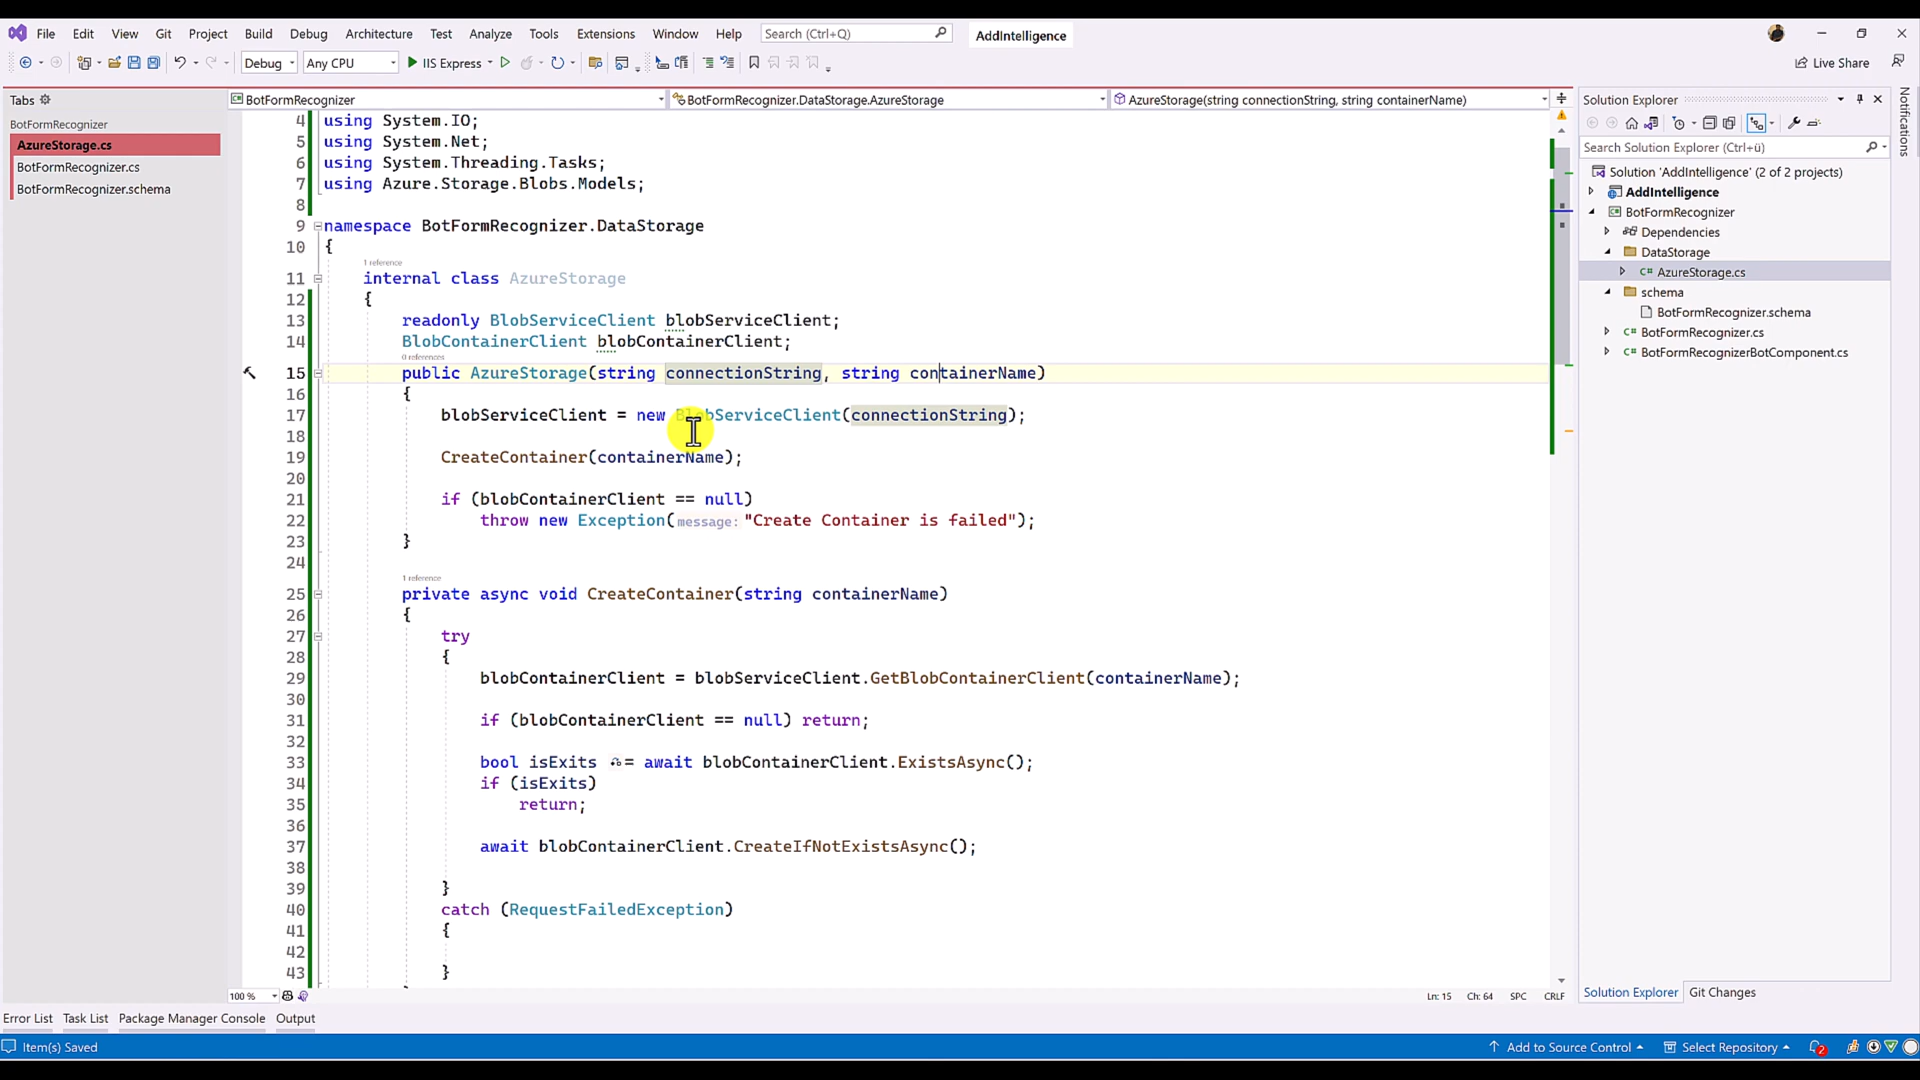 File Edit View Git Project Build Debug Architecture Test Analyze Tools Extensions Window Help Search (Ctrl+Q) AddIntelligence
Debug Any CPU IIS Express Live Share
Tabs
BotFormRecognizer
AzureStorage.cs
BotFormRecognizer.cs
BotFormRecognizer.schema
BotFormRecognizer BotFormRecognizer.DataStorage.AzureStorage AzureStorage(string connectionString, string containerName)
4 using System.IO;
5 using System.Net;
6 using System.Threading.Tasks;
7 using Azure.Storage.Blobs.Models;
8
9 namespace BotFormRecognizer.DataStorage
10 {
1 reference
11 internal class AzureStorage
12 {
13 readonly BlobServiceClient blobServiceClient;
14 BlobContainerClient blobContainerClient;
0 references
15 public AzureStorage(string connectionString, string containerName)
16 {
17 blobServiceClient = new BlobServiceClient(connectionString);
18
19 CreateContainer(containerName);
20
21 if (blobContainerClient == null)
22 throw new Exception(message: "Create Container is failed");
23 }
24
1 reference
25 private async void CreateContainer(string containerName)
26 {
27 try
28 {
29 blobContainerClient = blobServiceClient.GetBlobContainerClient(containerName);
30
31 if (blobContainerClient == null) return;
32
33 bool isExits = await blobContainerClient.ExistsAsync();
34 if (isExits)
35 return;
36
37 await blobContainerClient.CreateIfNotExistsAsync();
38
39 }
40 catch (RequestFailedException)
41 {
42
43 }
100 % Ln: 15 Ch: 64 SPC CRLF
Solution Explorer
Search Solution Explorer (Ctrl+ü)
Solution 'AddIntelligence' (2 of 2 projects)
AddIntelligence
BotFormRecognizer
Dependencies
DataStorage
C# AzureStorage.cs
schema
BotFormRecognizer.schema
C# BotFormRecognizer.cs
C# BotFormRecognizerBotComponent.cs
Solution Explorer Git Changes
Notifications
Error List Task List Package Manager Console Output
Item(s) Saved Add to Source Control Select Repository 2